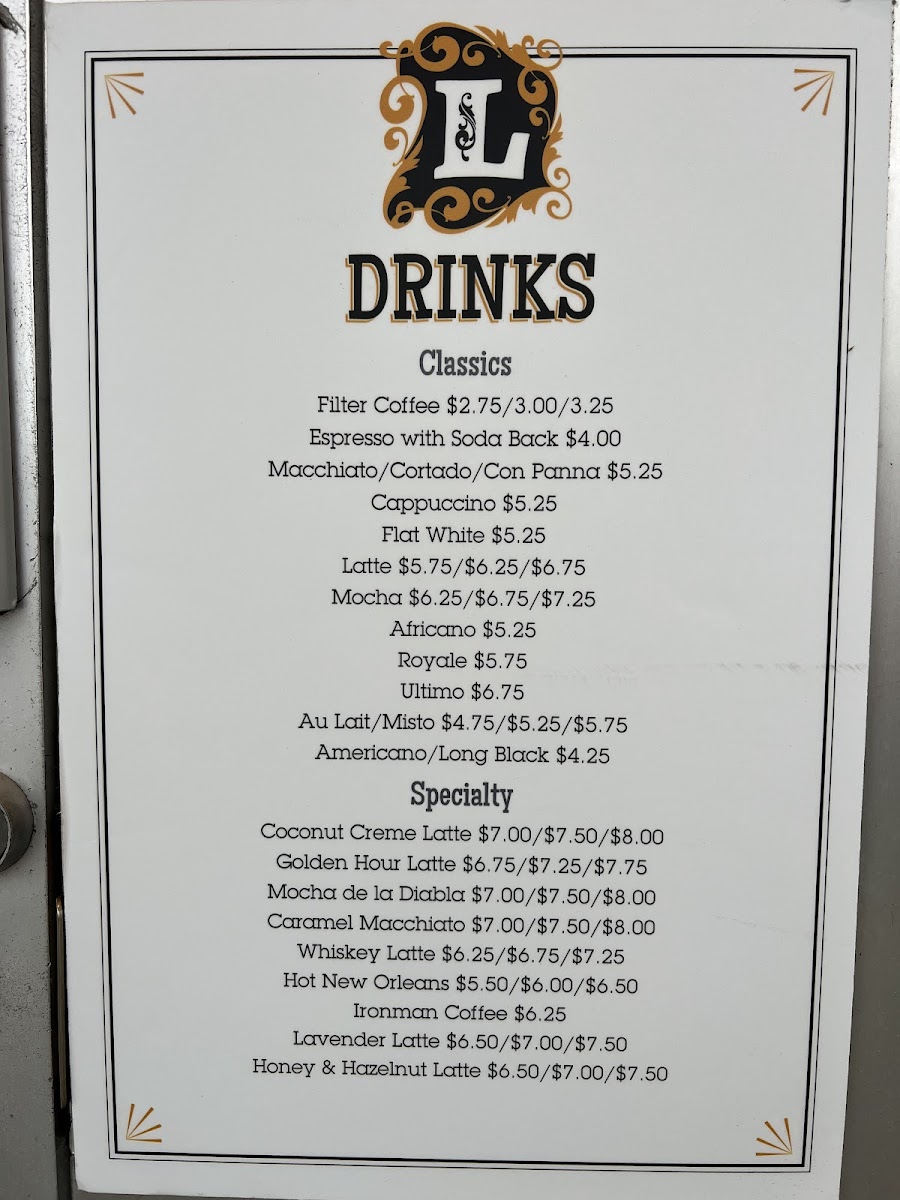 L
DRINKS
Classics
Filter Coffee $2.75/3.00/3.25
Espresso with Soda Back $4.00
Macchiato/Cortado/Con Panna $5.25
Cappuccino $5.25
Flat White $5.25
Latte $5.75/$6.25/$6.75
Mocha $6.25/$6.75/$7.25
Africano $5.25
Royale $5.75
Ultimo $6.75
Au Lait/Misto $4.75/$5.25/$5.75
Americano/Long Black $4.25
Specialty
Coconut Creme Latte $7.00/$7.50/$8.00
Golden Hour Latte $6.75/$7.25/$7.75
Mocha de la Diabla $7.00/$7.50/$8.00
Caramel Macchiato $7.00/$7.50/$8.00
Whiskey Latte $6.25/$6.75/$7.25
Hot New Orleans $5.50/$6.00/$6.50
Ironman Coffee $6.25
Lavender Latte $6.50/$7.00/$7.50
Honey & Hazelnut Latte $6.50/$7.00/$7.50